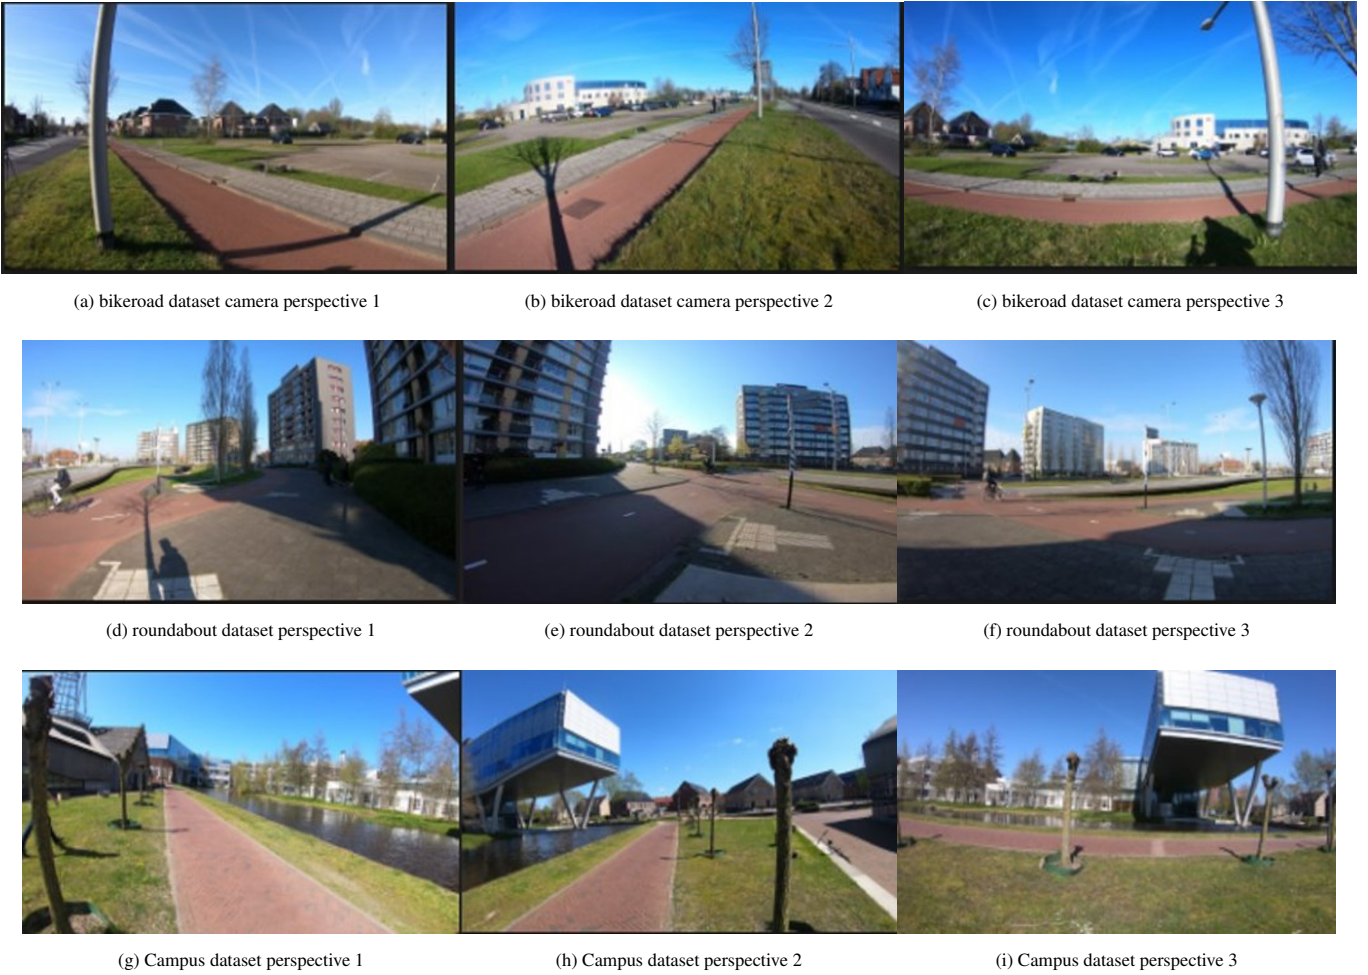 (a) bikeroad dataset camera perspective 1
(b) bikeroad dataset camera perspective 2
(c) bikeroad dataset camera perspective 3
(d) roundabout dataset perspective 1
(e) roundabout dataset perspective 2
(f) roundabout dataset perspective 3
(g) Campus dataset perspective 1
(h) Campus dataset perspective 2
(i) Campus dataset perspective 3